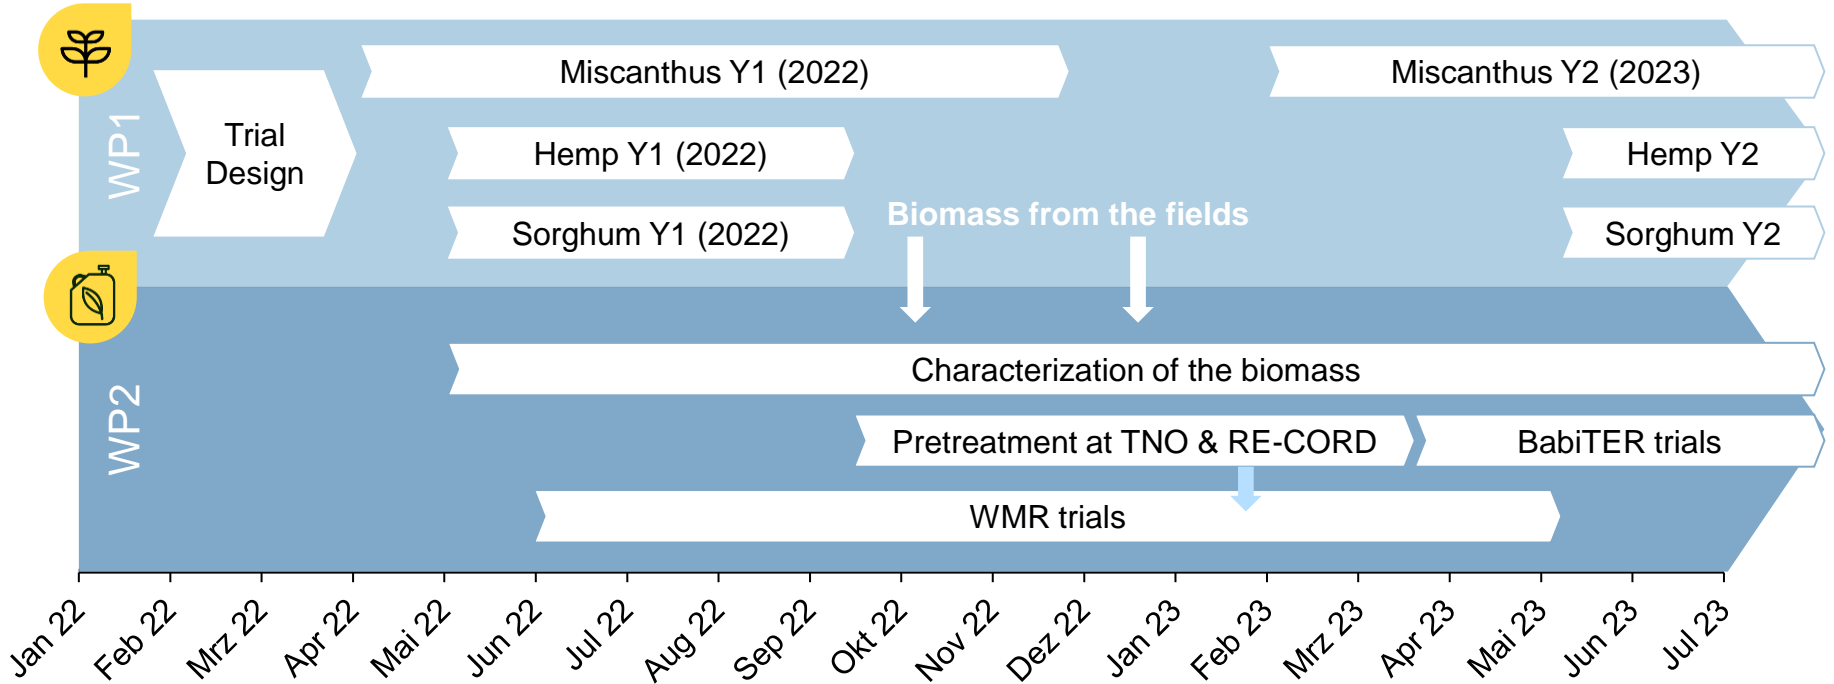 WP1
Trial
Design
Miscanthus Y1 (2022)
Miscanthus Y2 (2023)
Hemp Y1 (2022)
Hemp Y2
Sorghum Y1 (2022)
Biomass from the fields
Sorghum Y2
WP2
Characterization of the biomass
Pretreatment at TNO & RE-CORD
BabiTER trials
WMR trials
Jan 22
Feb 22
Mrz 22
Apr 22
Mai 22
Jun 22
Jul 22
Aug 22
Sep 22
Okt 22
Nov 22
Dez 22
Jan 23
Feb 23
Mrz 23
Apr 23
Mai 23
Jun 23
Jul 23